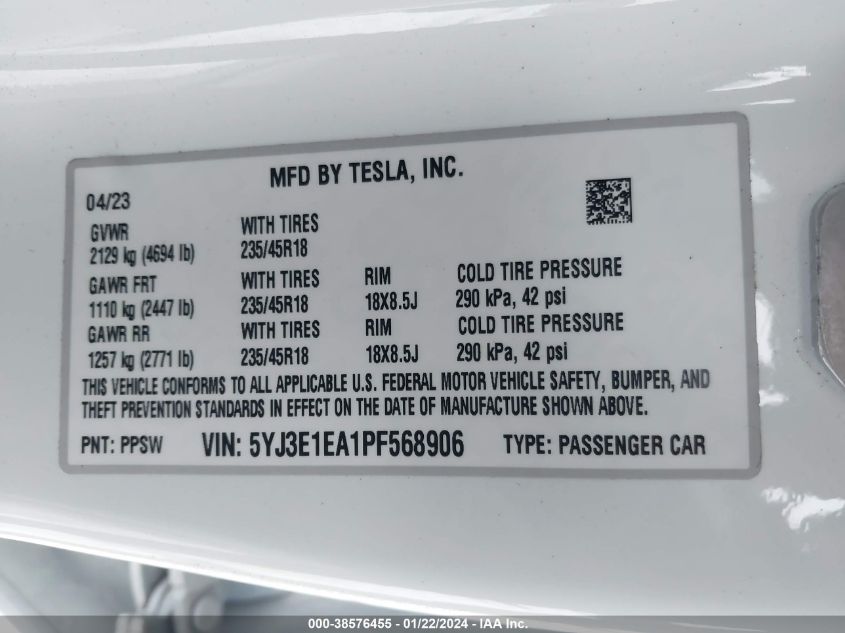 MFD BY TESLA, INC.
04/23
GVWR WITH TIRES
2129 kg (4694 lb) 235/45R18
GAWR FRT WITH TIRES RIM COLD TIRE PRESSURE
1110 kg (2447 lb) 235/45R18 18X8.5J 290 kPa, 42 psi
GAWR RR WITH TIRES RIM COLD TIRE PRESSURE
1257 kg (2771 lb) 235/45R18 18X8.5J 290 kPa, 42 psi
THIS VEHICLE CONFORMS TO ALL APPLICABLE U.S. FEDERAL MOTOR VEHICLE SAFETY, BUMPER, AND
THEFT PREVENTION STANDARDS IN EFFECT ON THE DATE OF MANUFACTURE SHOWN ABOVE.
PNT: PPSW VIN: 5YJ3E1EA1PF568906 TYPE: PASSENGER CAR
000-38576455 - 01/22/2024 - IAA Inc.